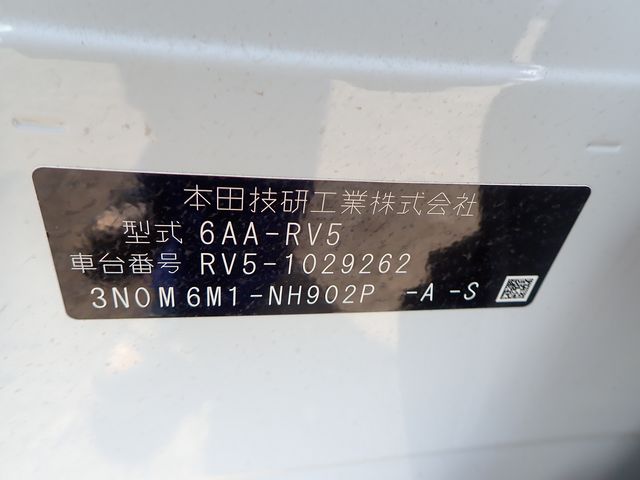 本田技研工業株式会社
型式 6AA-RV5
車台番号 RV5-1029262
3N0M6M1-NH902P -A-S